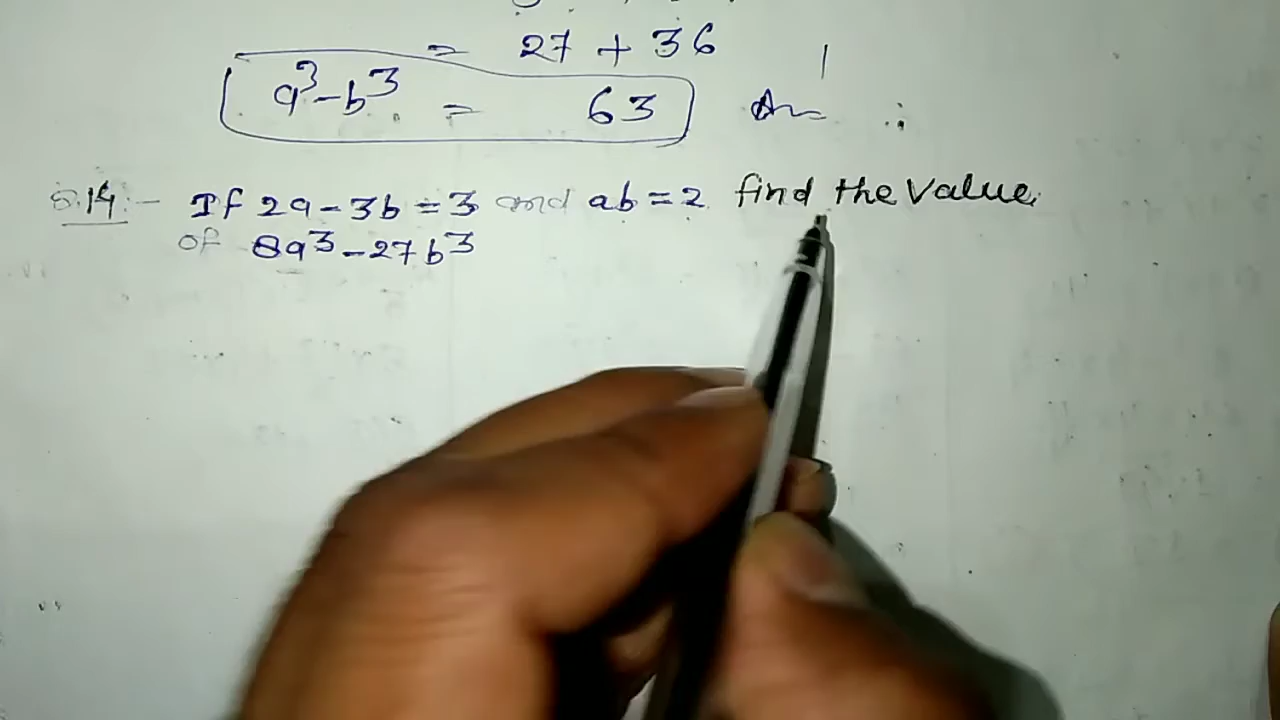 = 27 + 36
a³-b³ = 63 Ans
Q.14:- If 2a-3b=3 and ab=2 find the value
of 8a³-27b³